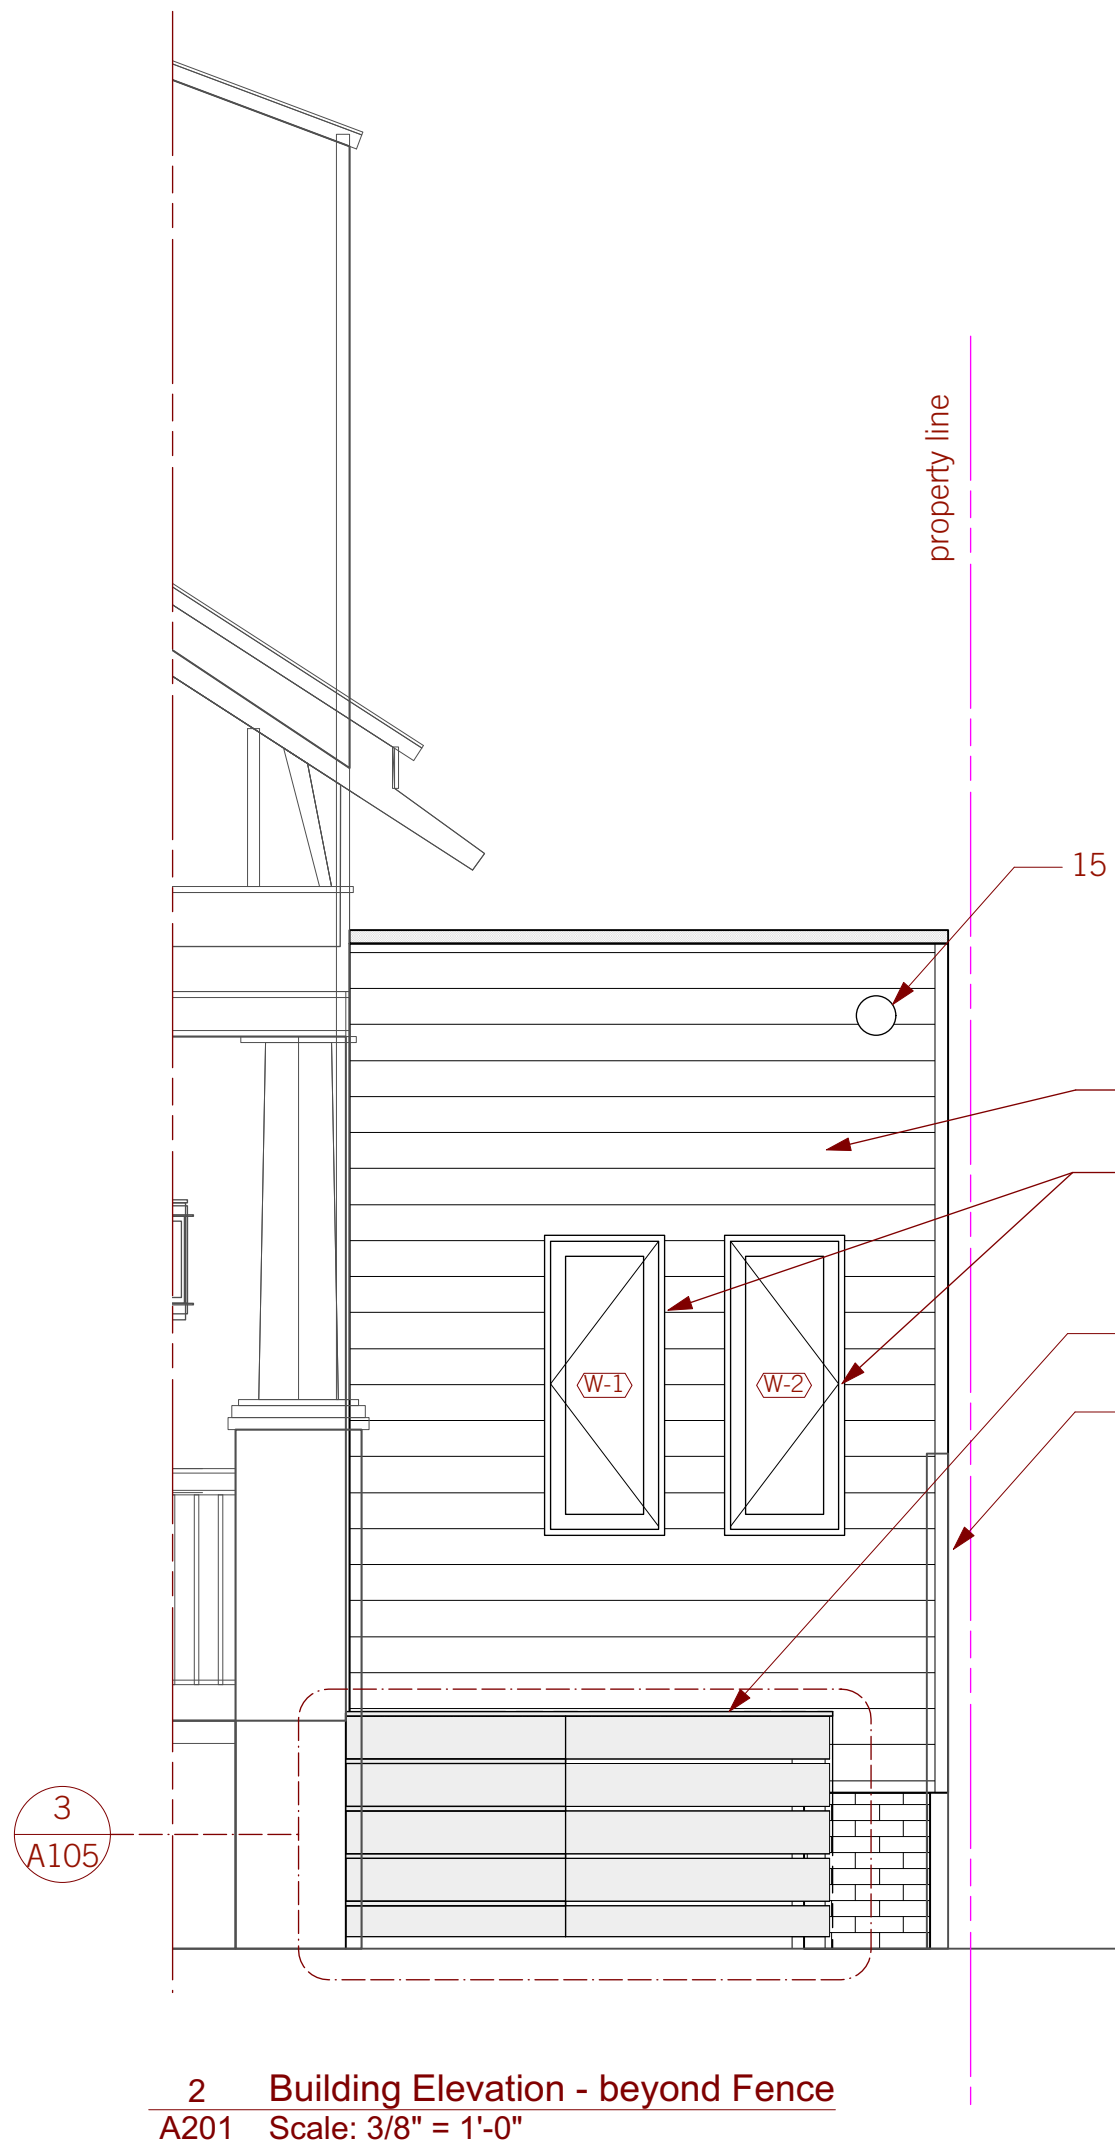 property line
15
W-1
W-2
3
A105
2 Building Elevation - beyond Fence
A201 Scale: 3/8" = 1'-0"